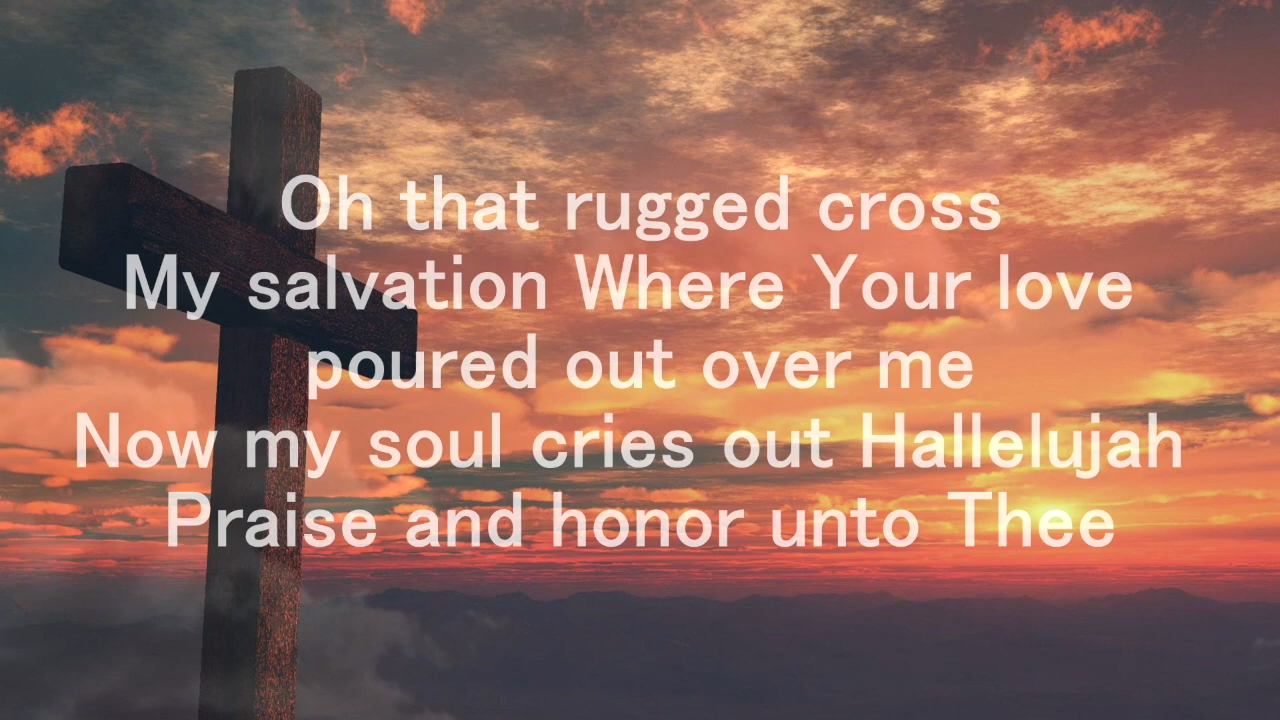 Oh that rugged cross
My salvation Where Your love
poured out over me
Now my soul cries out Hallelujah
Praise and honor unto Thee